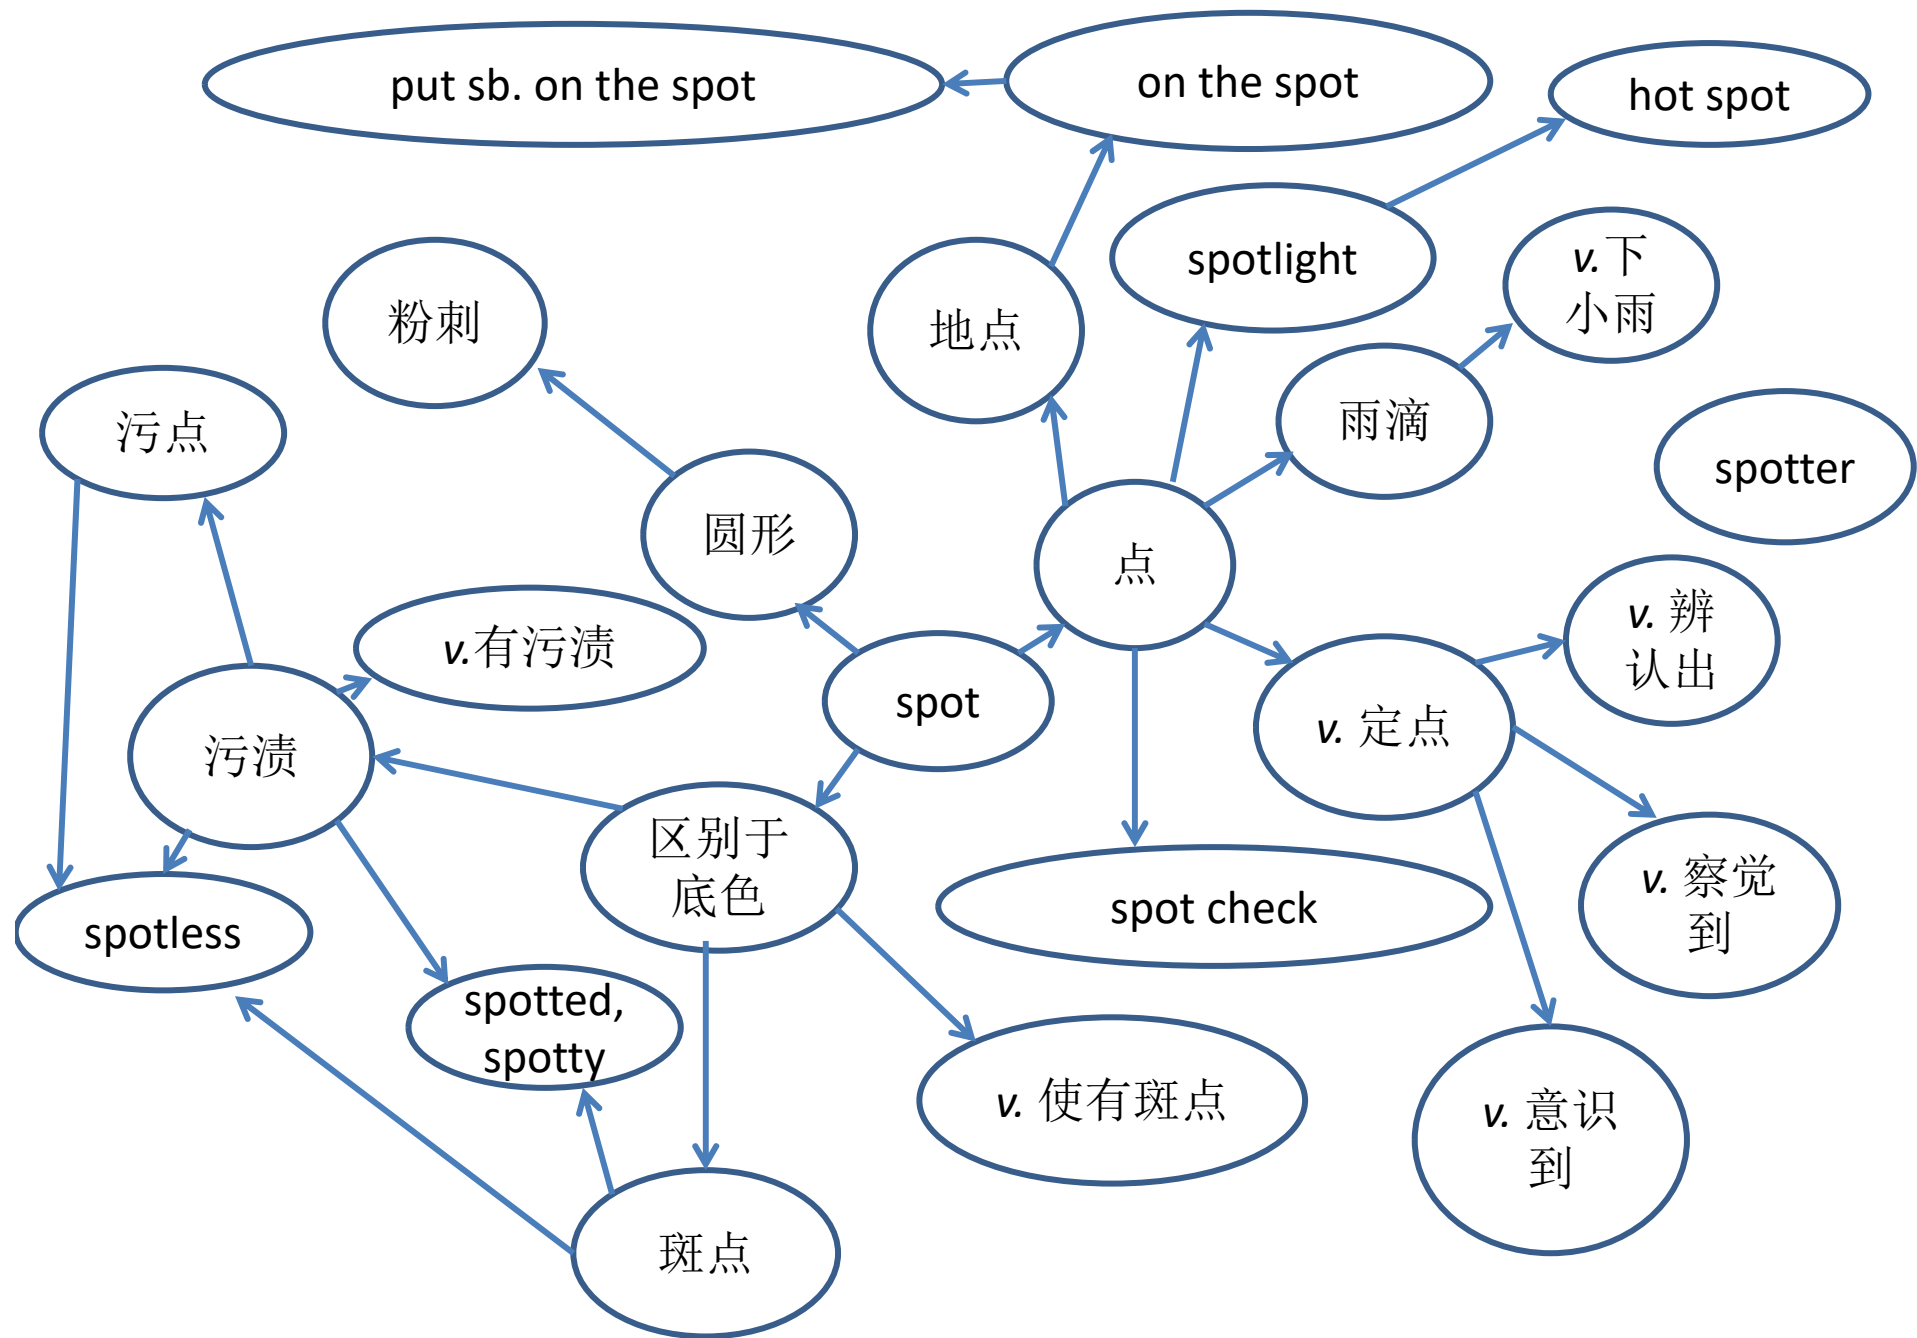 put sb. on the spot
on the spot
hot spot
spotlight
v.下
小雨
粉刺
地点
雨滴
污点
spotter
圆形
点
v.有污渍
v. 辨
认出
spot
v. 定点
污渍
区别于
底色
spot check
v. 察觉
到
spotless
spotted,
spotty
v. 使有斑点
v. 意识
到
斑点